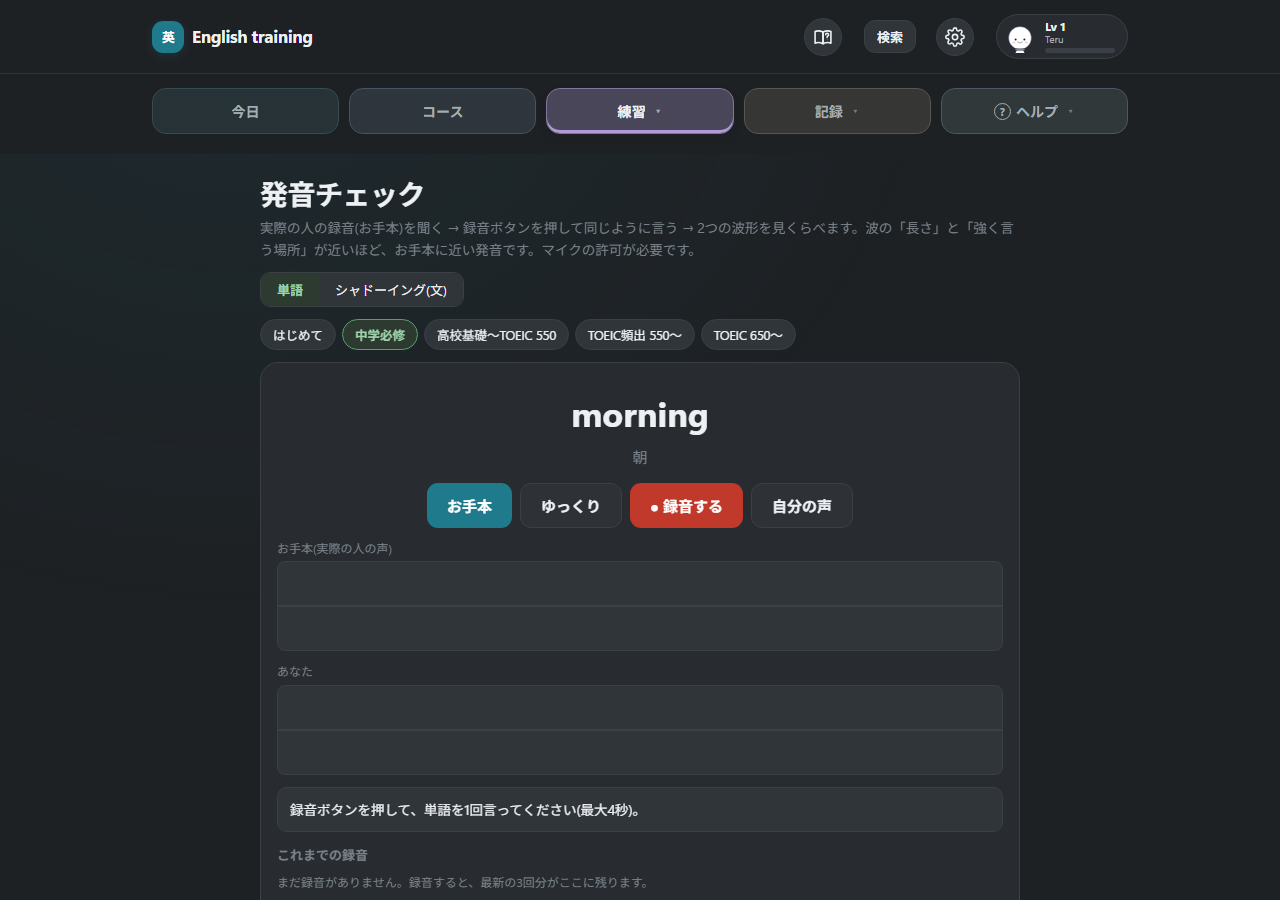 英 English training
検索
Lv 1
Teru
今日
コース
練習
記録
? ヘルプ
発音チェック
実際の人の録音(お手本)を聞く → 録音ボタンを押して同じように言う → 2つの波形を見くらべます。波の「長さ」と「強く言
う場所」が近いほど、お手本に近い発音です。マイクの許可が必要です。
単語 シャドーイング(文)
はじめて 中学必修 高校基礎〜TOEIC 550 TOEIC頻出 550〜 TOEIC 650〜
morning
朝
お手本 ゆっくり ● 録音する 自分の声
お手本(実際の人の声)
あなた
録音ボタンを押して、単語を1回言ってください(最大4秒)。
これまでの録音
まだ録音がありません。録音すると、最新の3回分がここに残ります。